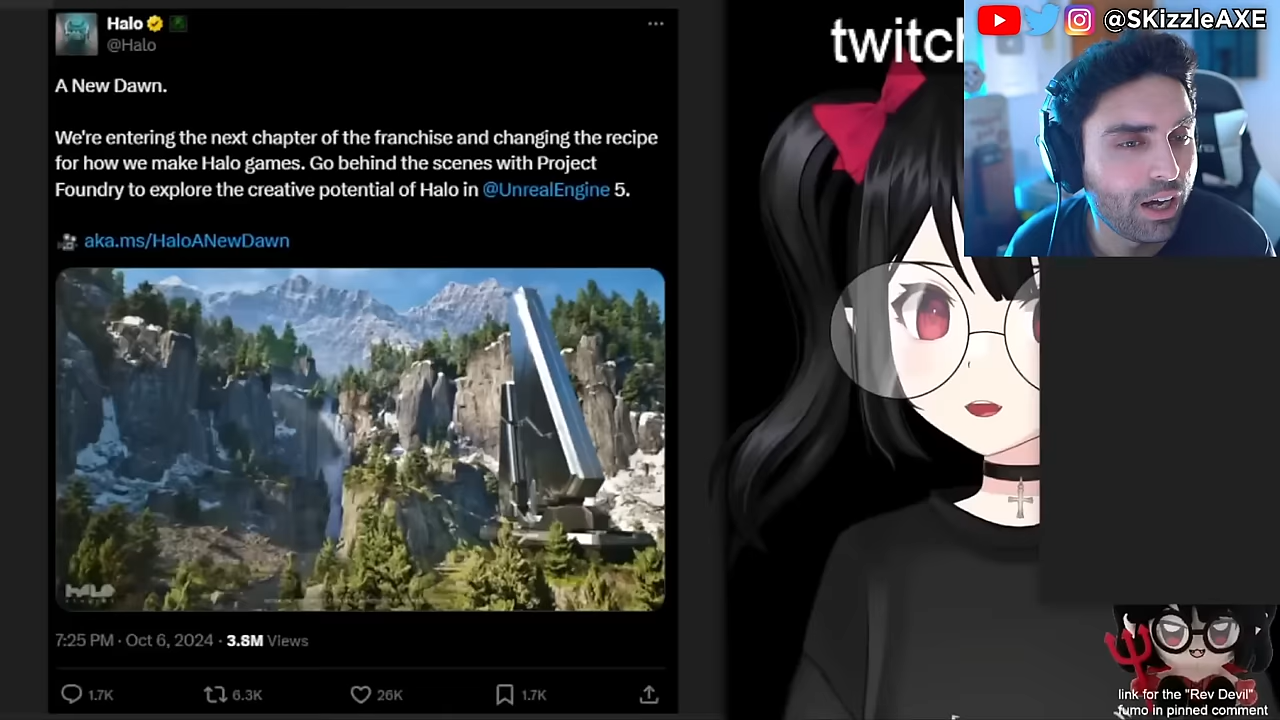 Halo
@Halo
A New Dawn.
We're entering the next chapter of the franchise and changing the recipe
for how we make Halo games. Go behind the scenes with Project
Foundry to explore the creative potential of Halo in @UnrealEngine 5.
aka.ms/HaloANewDawn
HALO
STUDIOS
7:25 PM · Oct 6, 2024 · 3.8M Views
1.7K
6.3K
26K
1.7K
twitch
@SKizzleAXE
link for the "Rev Devil"
fumo in pinned comment